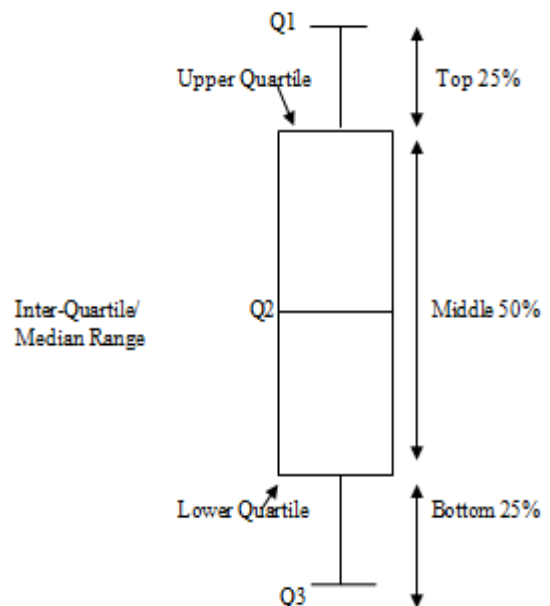 Q1
Upper Quartile
Top 25%
Inter-Quartile/
Median Range
Q2
Middle 50%
Lower Quartile
Bottom 25%
Q3